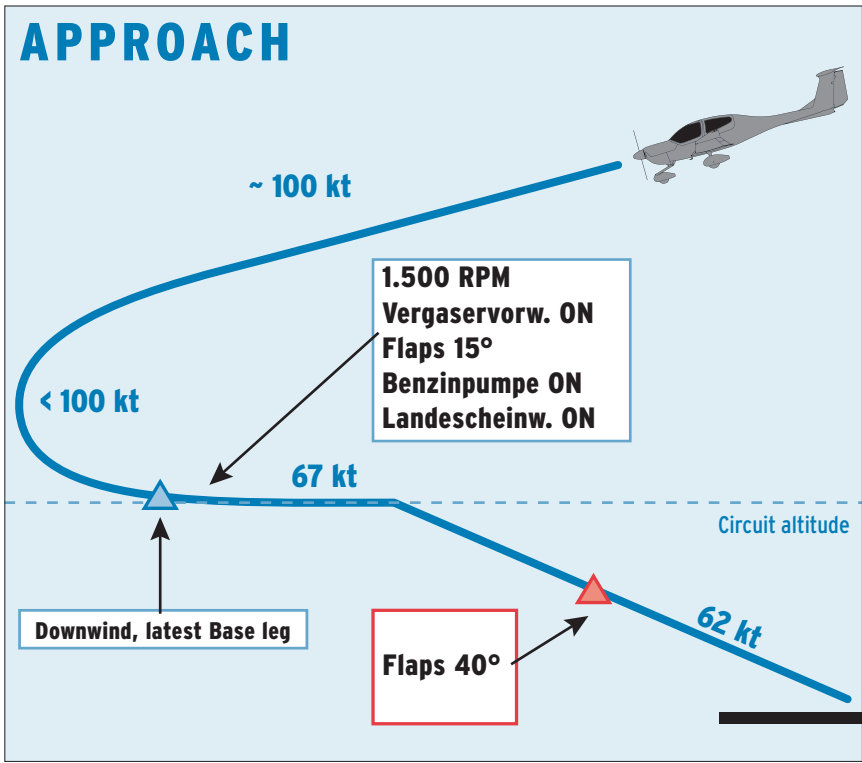 APPROACH
~ 100 kt
1.500 RPM
Vergaservorw. ON
Flaps 15°
Benzinpumpe ON
Landescheinw. ON
< 100 kt
67 kt
Circuit altitude
Downwind, latest Base leg
Flaps 40°
62 kt